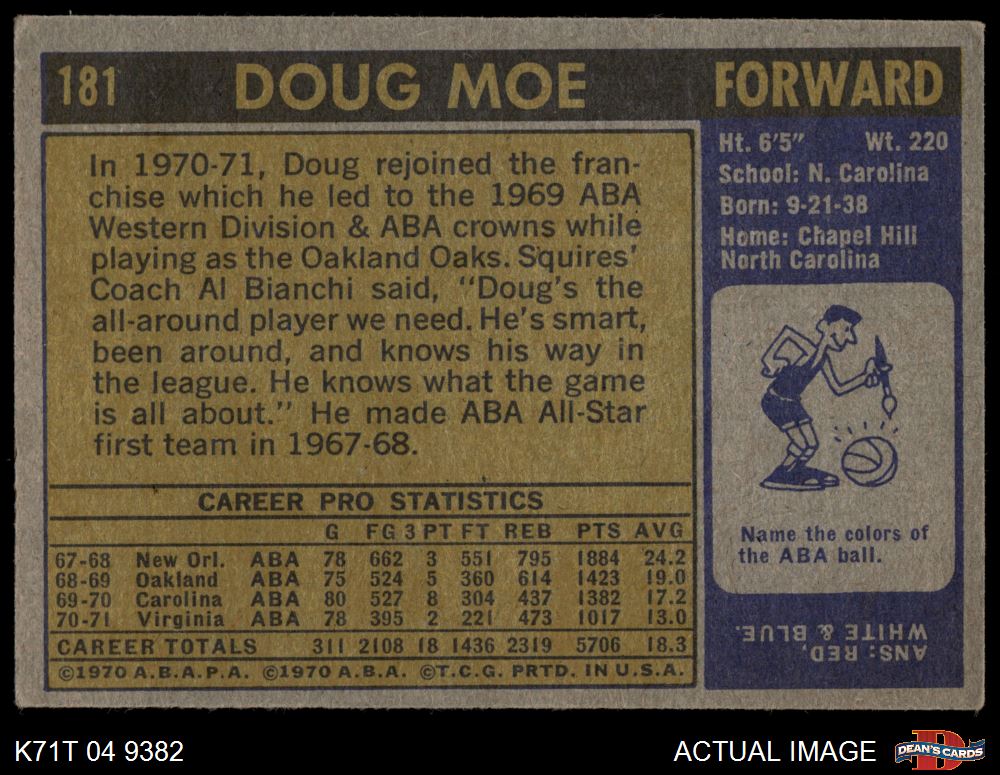 181 DOUG MOE FORWARD
In 1970-71, Doug rejoined the fran-
chise which he led to the 1969 ABA
Western Division & ABA crowns while
playing as the Oakland Oaks. Squires'
Coach Al Bianchi said, "Doug's the
all-around player we need. He's smart,
been around, and knows his way in
the league. He knows what the game
is all about." He made ABA All-Star
first team in 1967-68.
CAREER PRO STATISTICS
G FG 3 PT FT REB PTS AVG
67-68 New Orl. ABA 78 662 3 551 795 1884 24.2
68-69 Oakland ABA 75 524 5 360 614 1423 19.0
69-70 Carolina ABA 80 527 8 304 437 1382 17.2
70-71 Virginia ABA 78 395 2 221 473 1017 13.0
CAREER TOTALS 311 2108 18 1436 2319 5706 18.3
©1970 A.B.A.P.A. ©1970 A.B.A. ©T.C.G. PRTD. IN U.S.A.
Ht. 6'5" Wt. 220
School: N. Carolina
Born: 9-21-38
Home: Chapel Hill
North Carolina
Name the colors of
the ABA ball.
ANS: RED,
WHITE & BLUE.
K71T 04 9382
ACTUAL IMAGE
D
DEAN'S CARDS